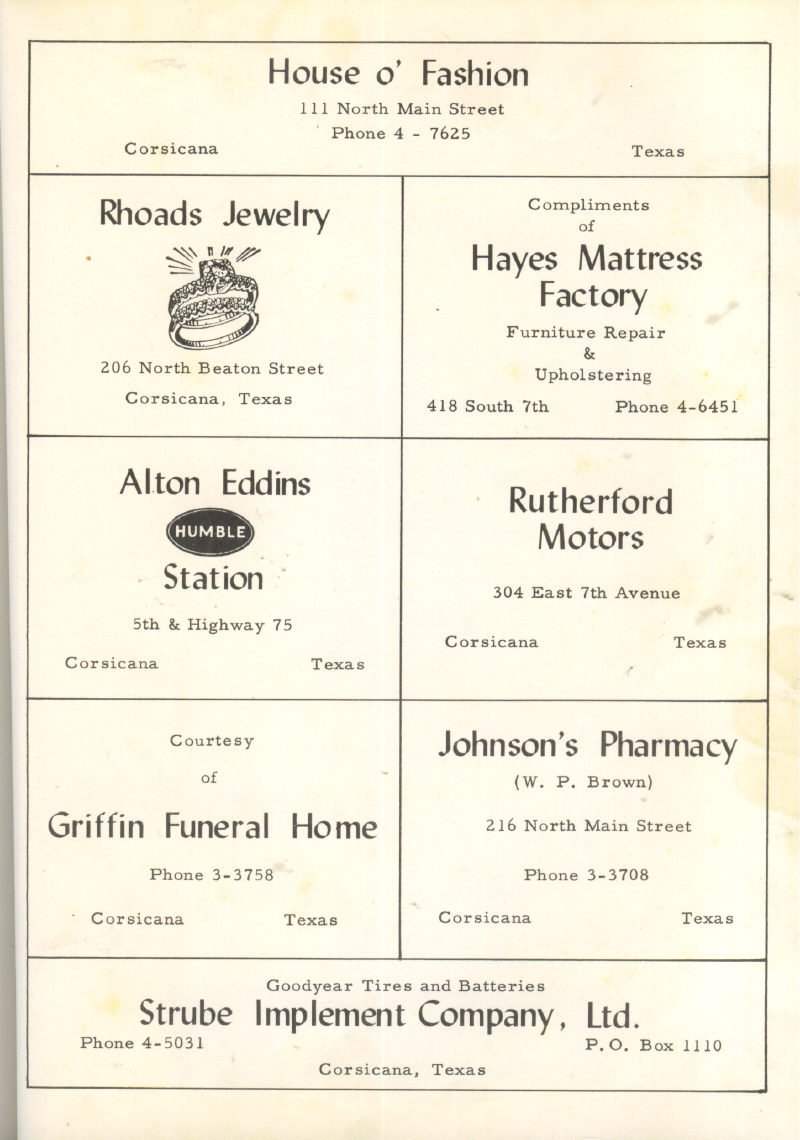 House o' Fashion
111 North Main Street
Phone 4 - 7625
Corsicana Texas
Rhoads Jewelry
206 North Beaton Street
Corsicana, Texas
Compliments
of
Hayes Mattress
Factory
Furniture Repair
&
Upholstering
418 South 7th Phone 4-6451
Alton Eddins
HUMBLE
Station
5th & Highway 75
Corsicana Texas
Rutherford
Motors
304 East 7th Avenue
Corsicana Texas
Courtesy
of
Griffin Funeral Home
Phone 3-3758
Corsicana Texas
Johnson's Pharmacy
(W. P. Brown)
216 North Main Street
Phone 3-3708
Corsicana Texas
Goodyear Tires and Batteries
Strube Implement Company, Ltd.
Phone 4-5031 P.O. Box 1110
Corsicana, Texas